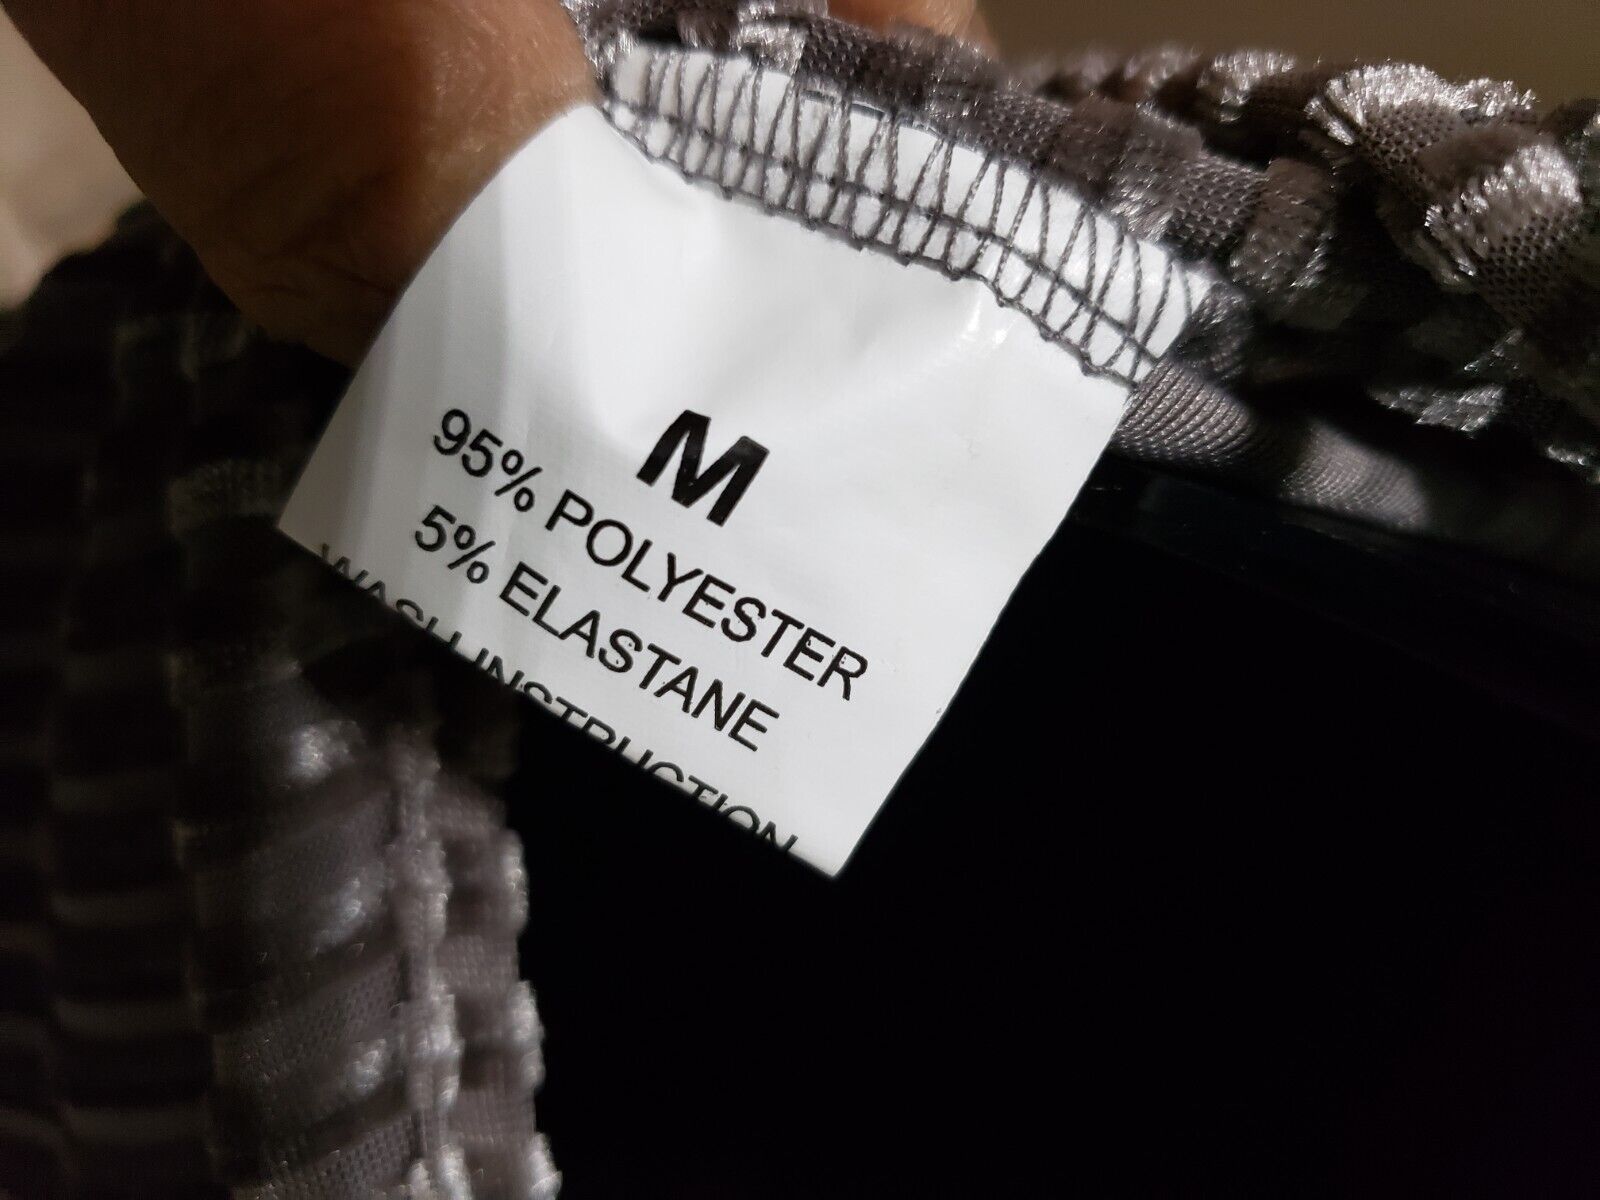 M
95% POLYESTER
5% ELASTANE
WASH INSTRUCTION